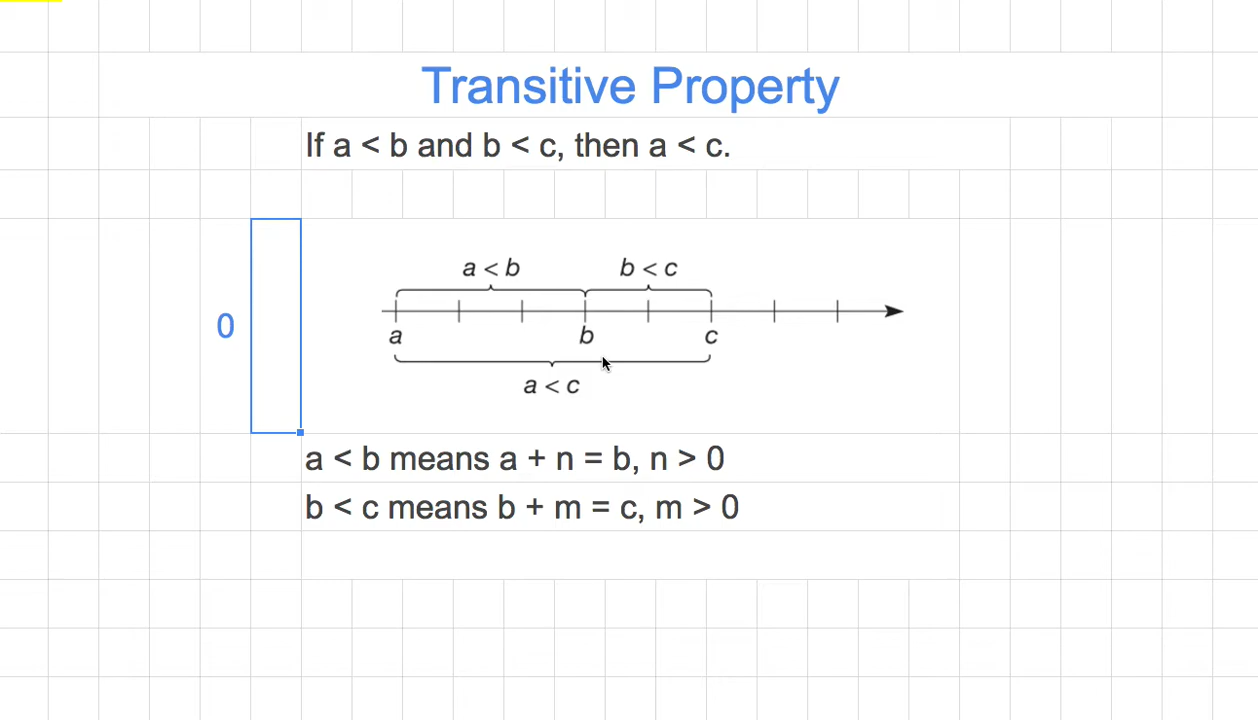 Transitive Property
If a < b and b < c, then a < c.
a < b b < c
0
a b c
a < c
a < b means a + n = b, n > 0
b < c means b + m = c, m > 0